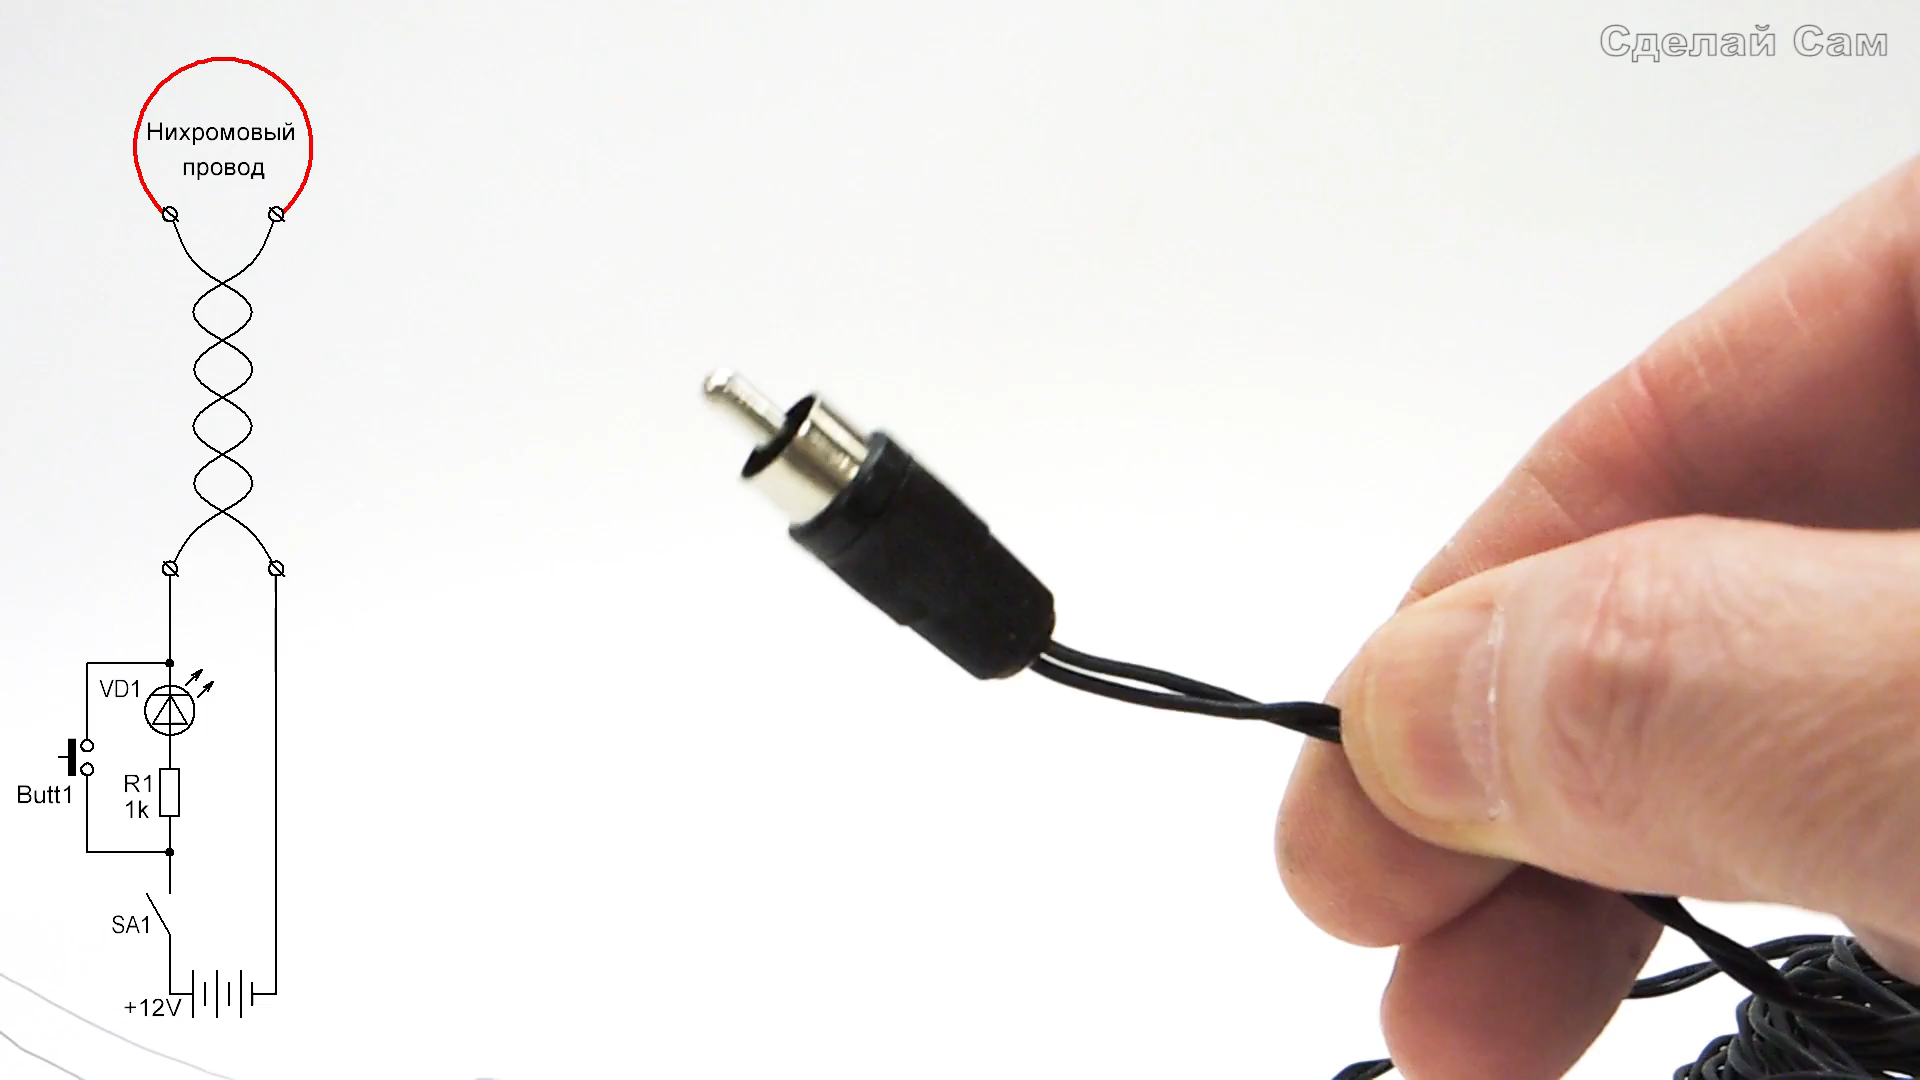 Сделай Сам
Нихромовый
провод
VD1
R1
1k
Butt1
SA1
+12V